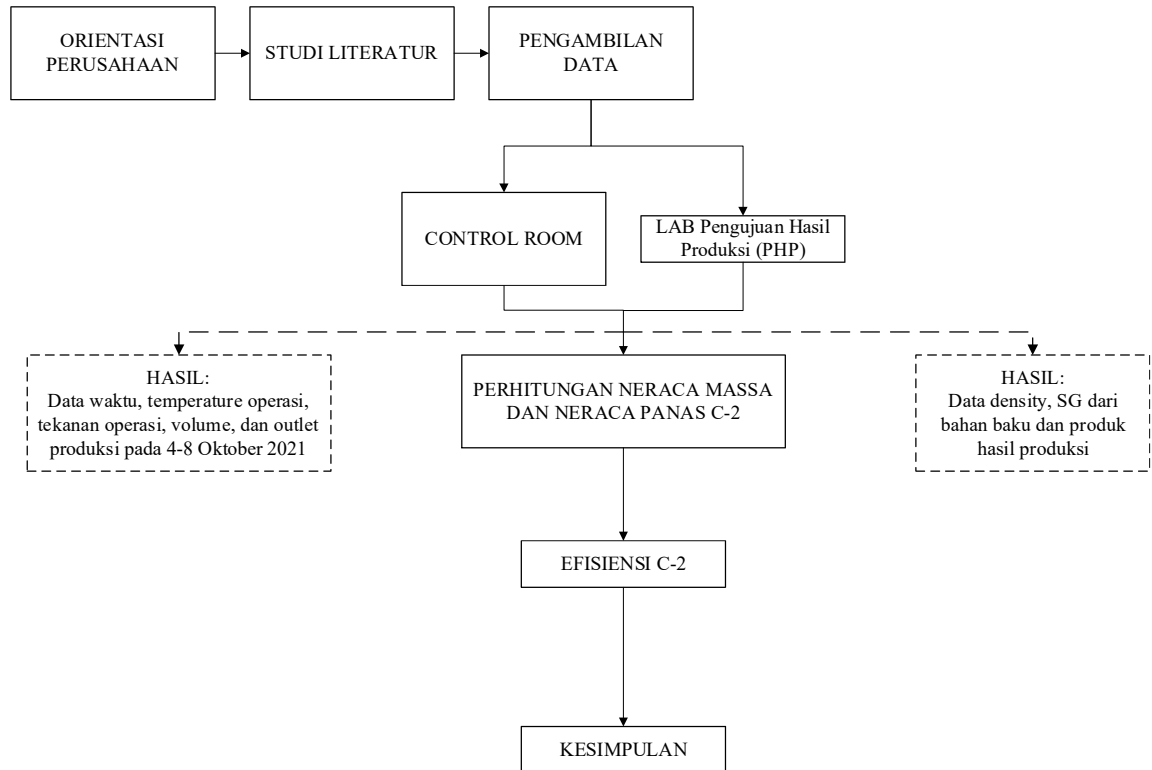 ORIENTASI
PERUSAHAAN
STUDI LITERATUR
PENGAMBILAN
DATA
CONTROL ROOM
LAB Pengujuan Hasil
Produksi (PHP)
HASIL:
Data waktu, temperature operasi,
tekanan operasi, volume, dan outlet
produksi pada 4-8 Oktober 2021
PERHITUNGAN NERACA MASSA
DAN NERACA PANAS C-2
HASIL:
Data density, SG dari
bahan baku dan produk
hasil produksi
EFISIENSI C-2
KESIMPULAN